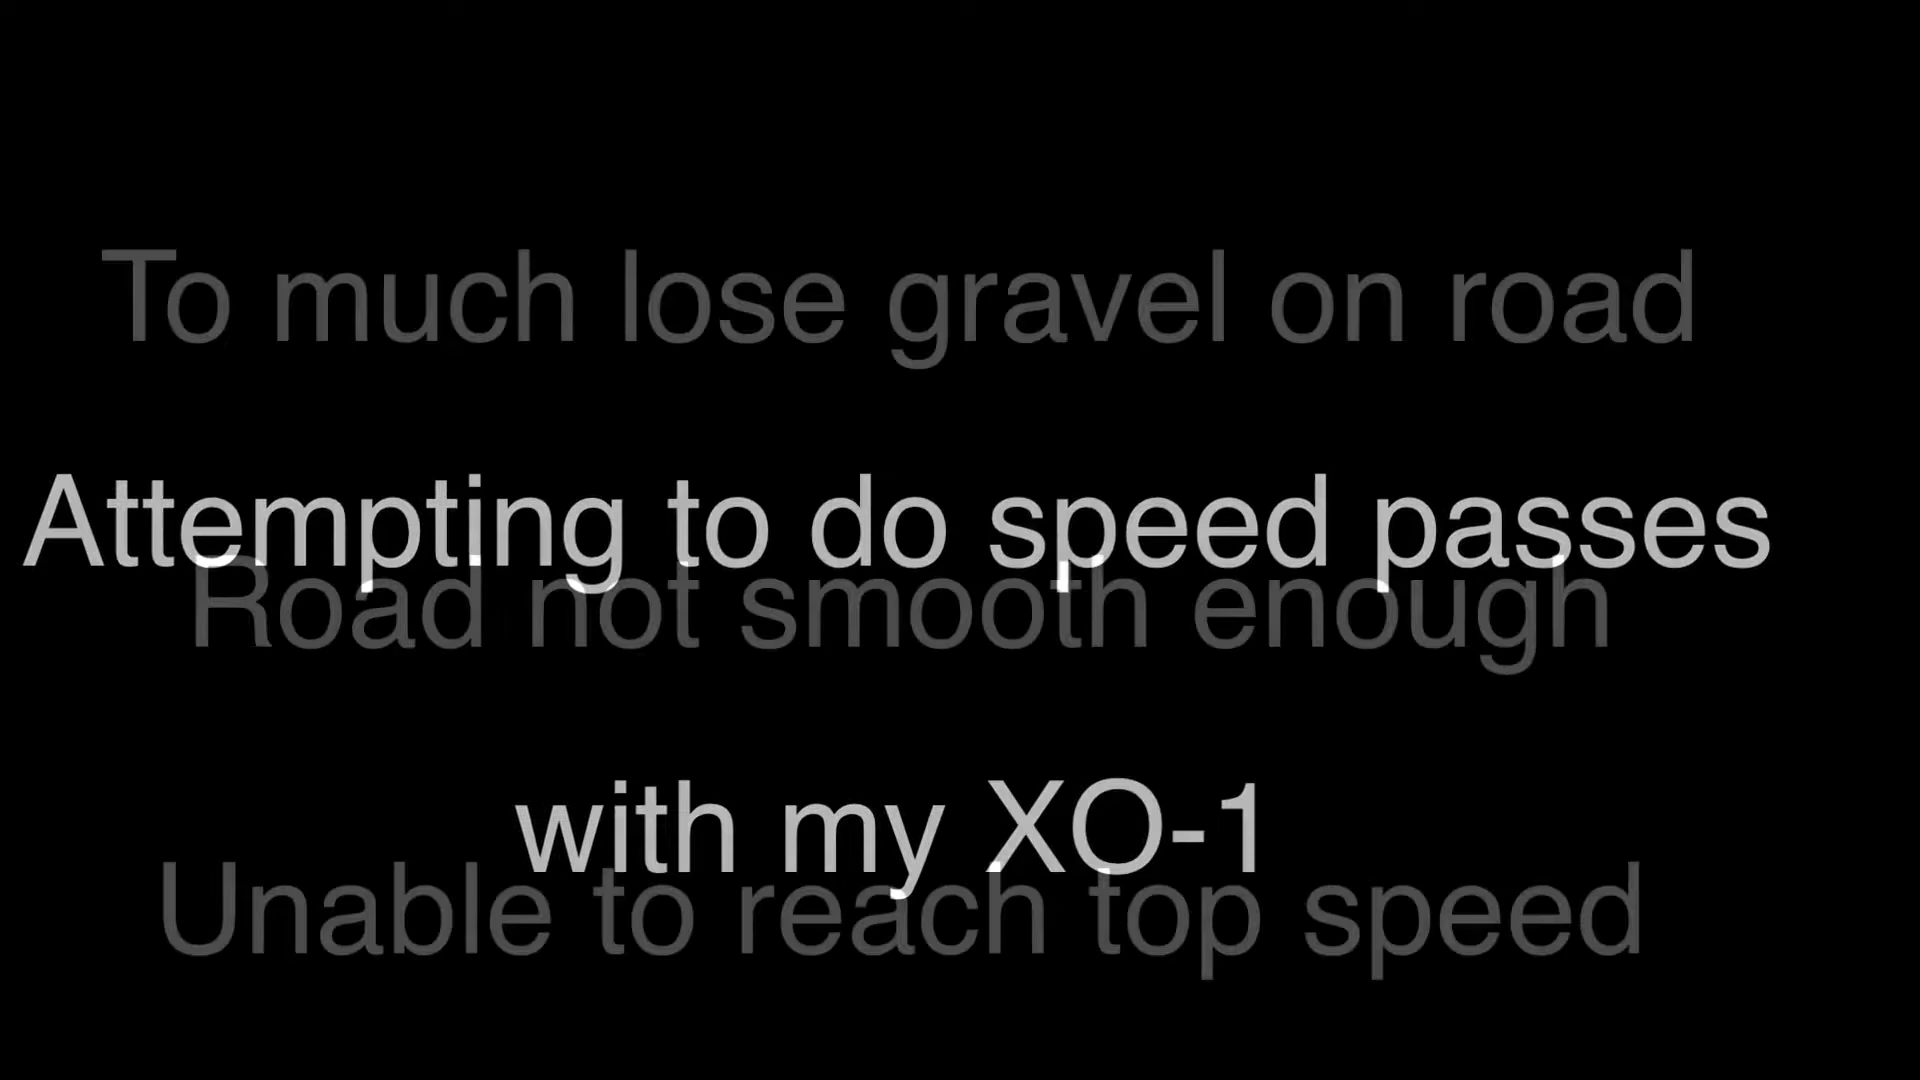 To much lose gravel on road
Attempting to do speed passes
Road not smooth enough
with my XO-1
Unable to reach top speed